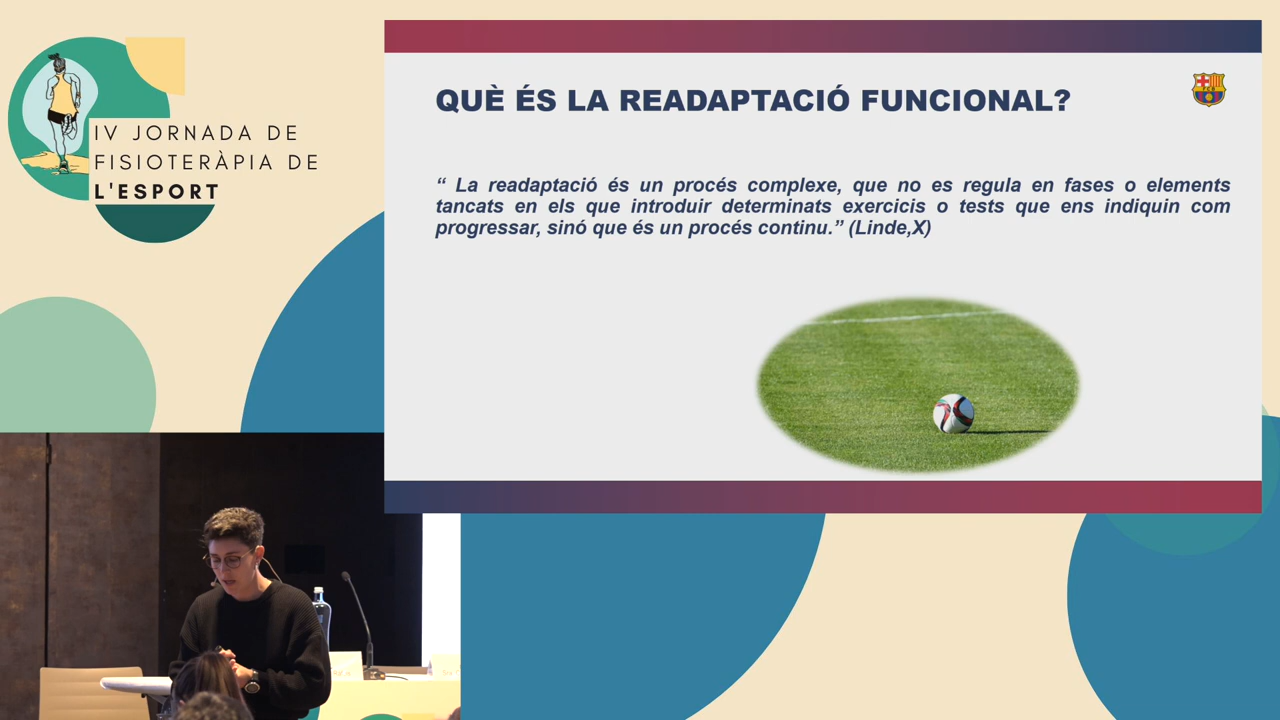 IV JORNADA DE
FISIOTERÀPIA DE
L'ESPORT
QUÈ ÉS LA READAPTACIÓ FUNCIONAL?
“ La readaptació és un procés complexe, que no es regula en fases o elements
tancats en els que introduir determinats exercicis o tests que ens indiquin com
progressar, sinó que és un procés continu.” (Linde,X)
FCB